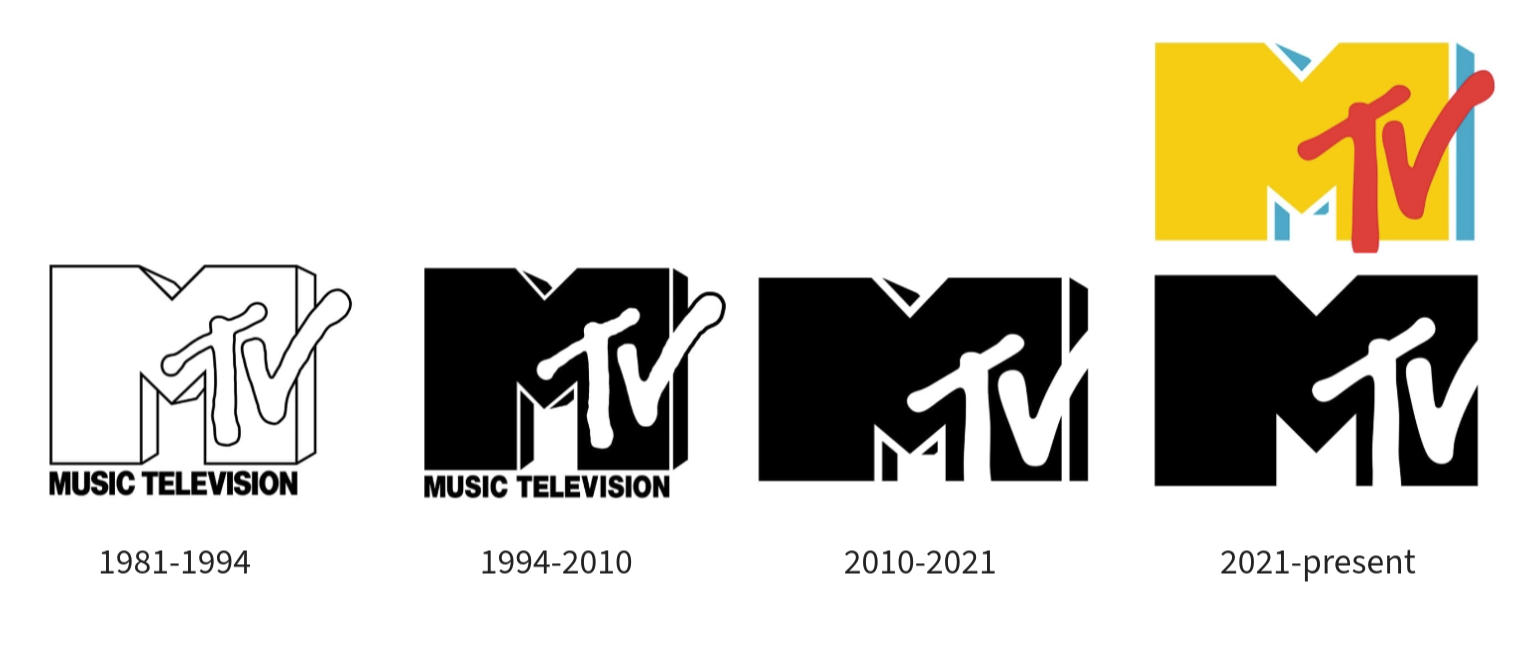 MTV
MTV
MUSIC TELEVISION
MTV
MUSIC TELEVISION
MTV
MTV
1981-1994
1994-2010
2010-2021
2021-present